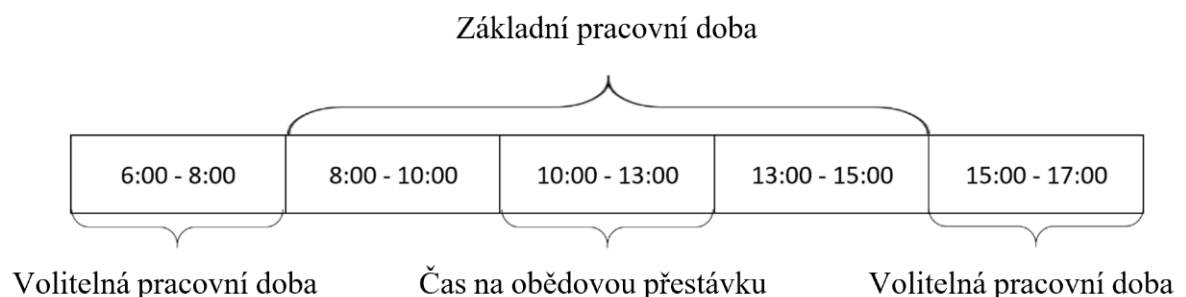 Základní pracovní doba
6:00 - 8:00 8:00 - 10:00 10:00 - 13:00 13:00 - 15:00 15:00 - 17:00
Volitelná pracovní doba Čas na obědovou přestávku Volitelná pracovní doba